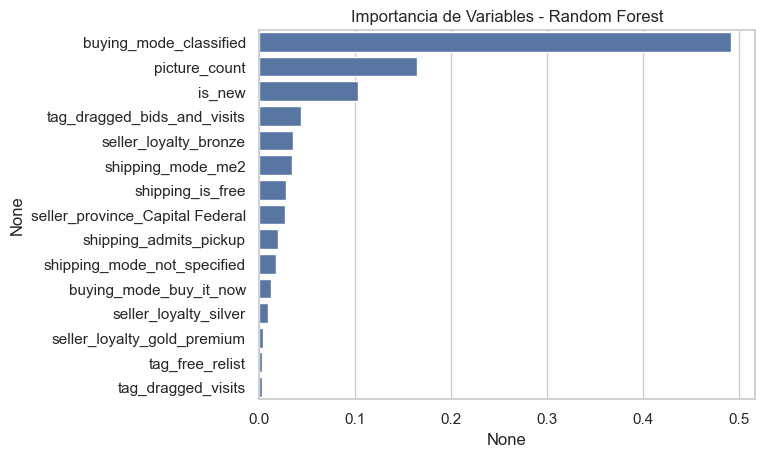 Importancia de Variables - Random Forest
buying_mode_classified
picture_count
is_new
tag_dragged_bids_and_visits
seller_loyalty_bronze
shipping_mode_me2
shipping_is_free
seller_province_Capital Federal
shipping_admits_pickup
shipping_mode_not_specified
buying_mode_buy_it_now
seller_loyalty_silver
seller_loyalty_gold_premium
tag_free_relist
tag_dragged_visits
None
0.0 0.1 0.2 0.3 0.4 0.5
None